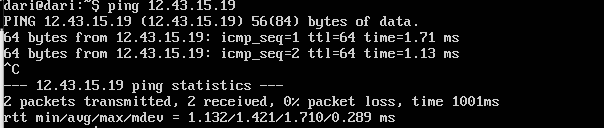 dari@dari:~$ ping 12.43.15.19
PING 12.43.15.19 (12.43.15.19) 56(84) bytes of data.
64 bytes from 12.43.15.19: icmp_seq=1 ttl=64 time=1.71 ms
64 bytes from 12.43.15.19: icmp_seq=2 ttl=64 time=1.13 ms
^C
--- 12.43.15.19 ping statistics ---
2 packets transmitted, 2 received, 0% packet loss, time 1001ms
rtt min/avg/max/mdev = 1.132/1.421/1.710/0.289 ms